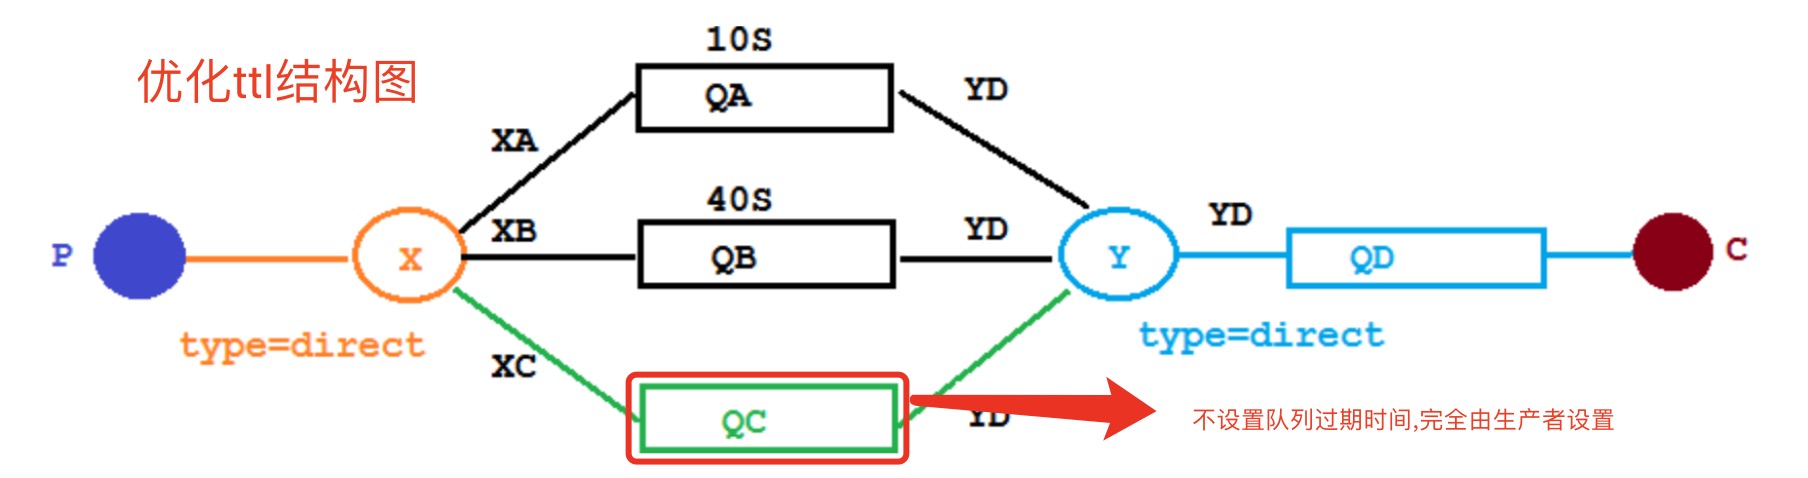 优化ttl结构图
10S
QA
YD
XA
40S
XB
QB
YD
YD
P
X
Y
QD
C
type=direct
type=direct
XC
QC
YD
不设置队列过期时间,完全由生产者设置